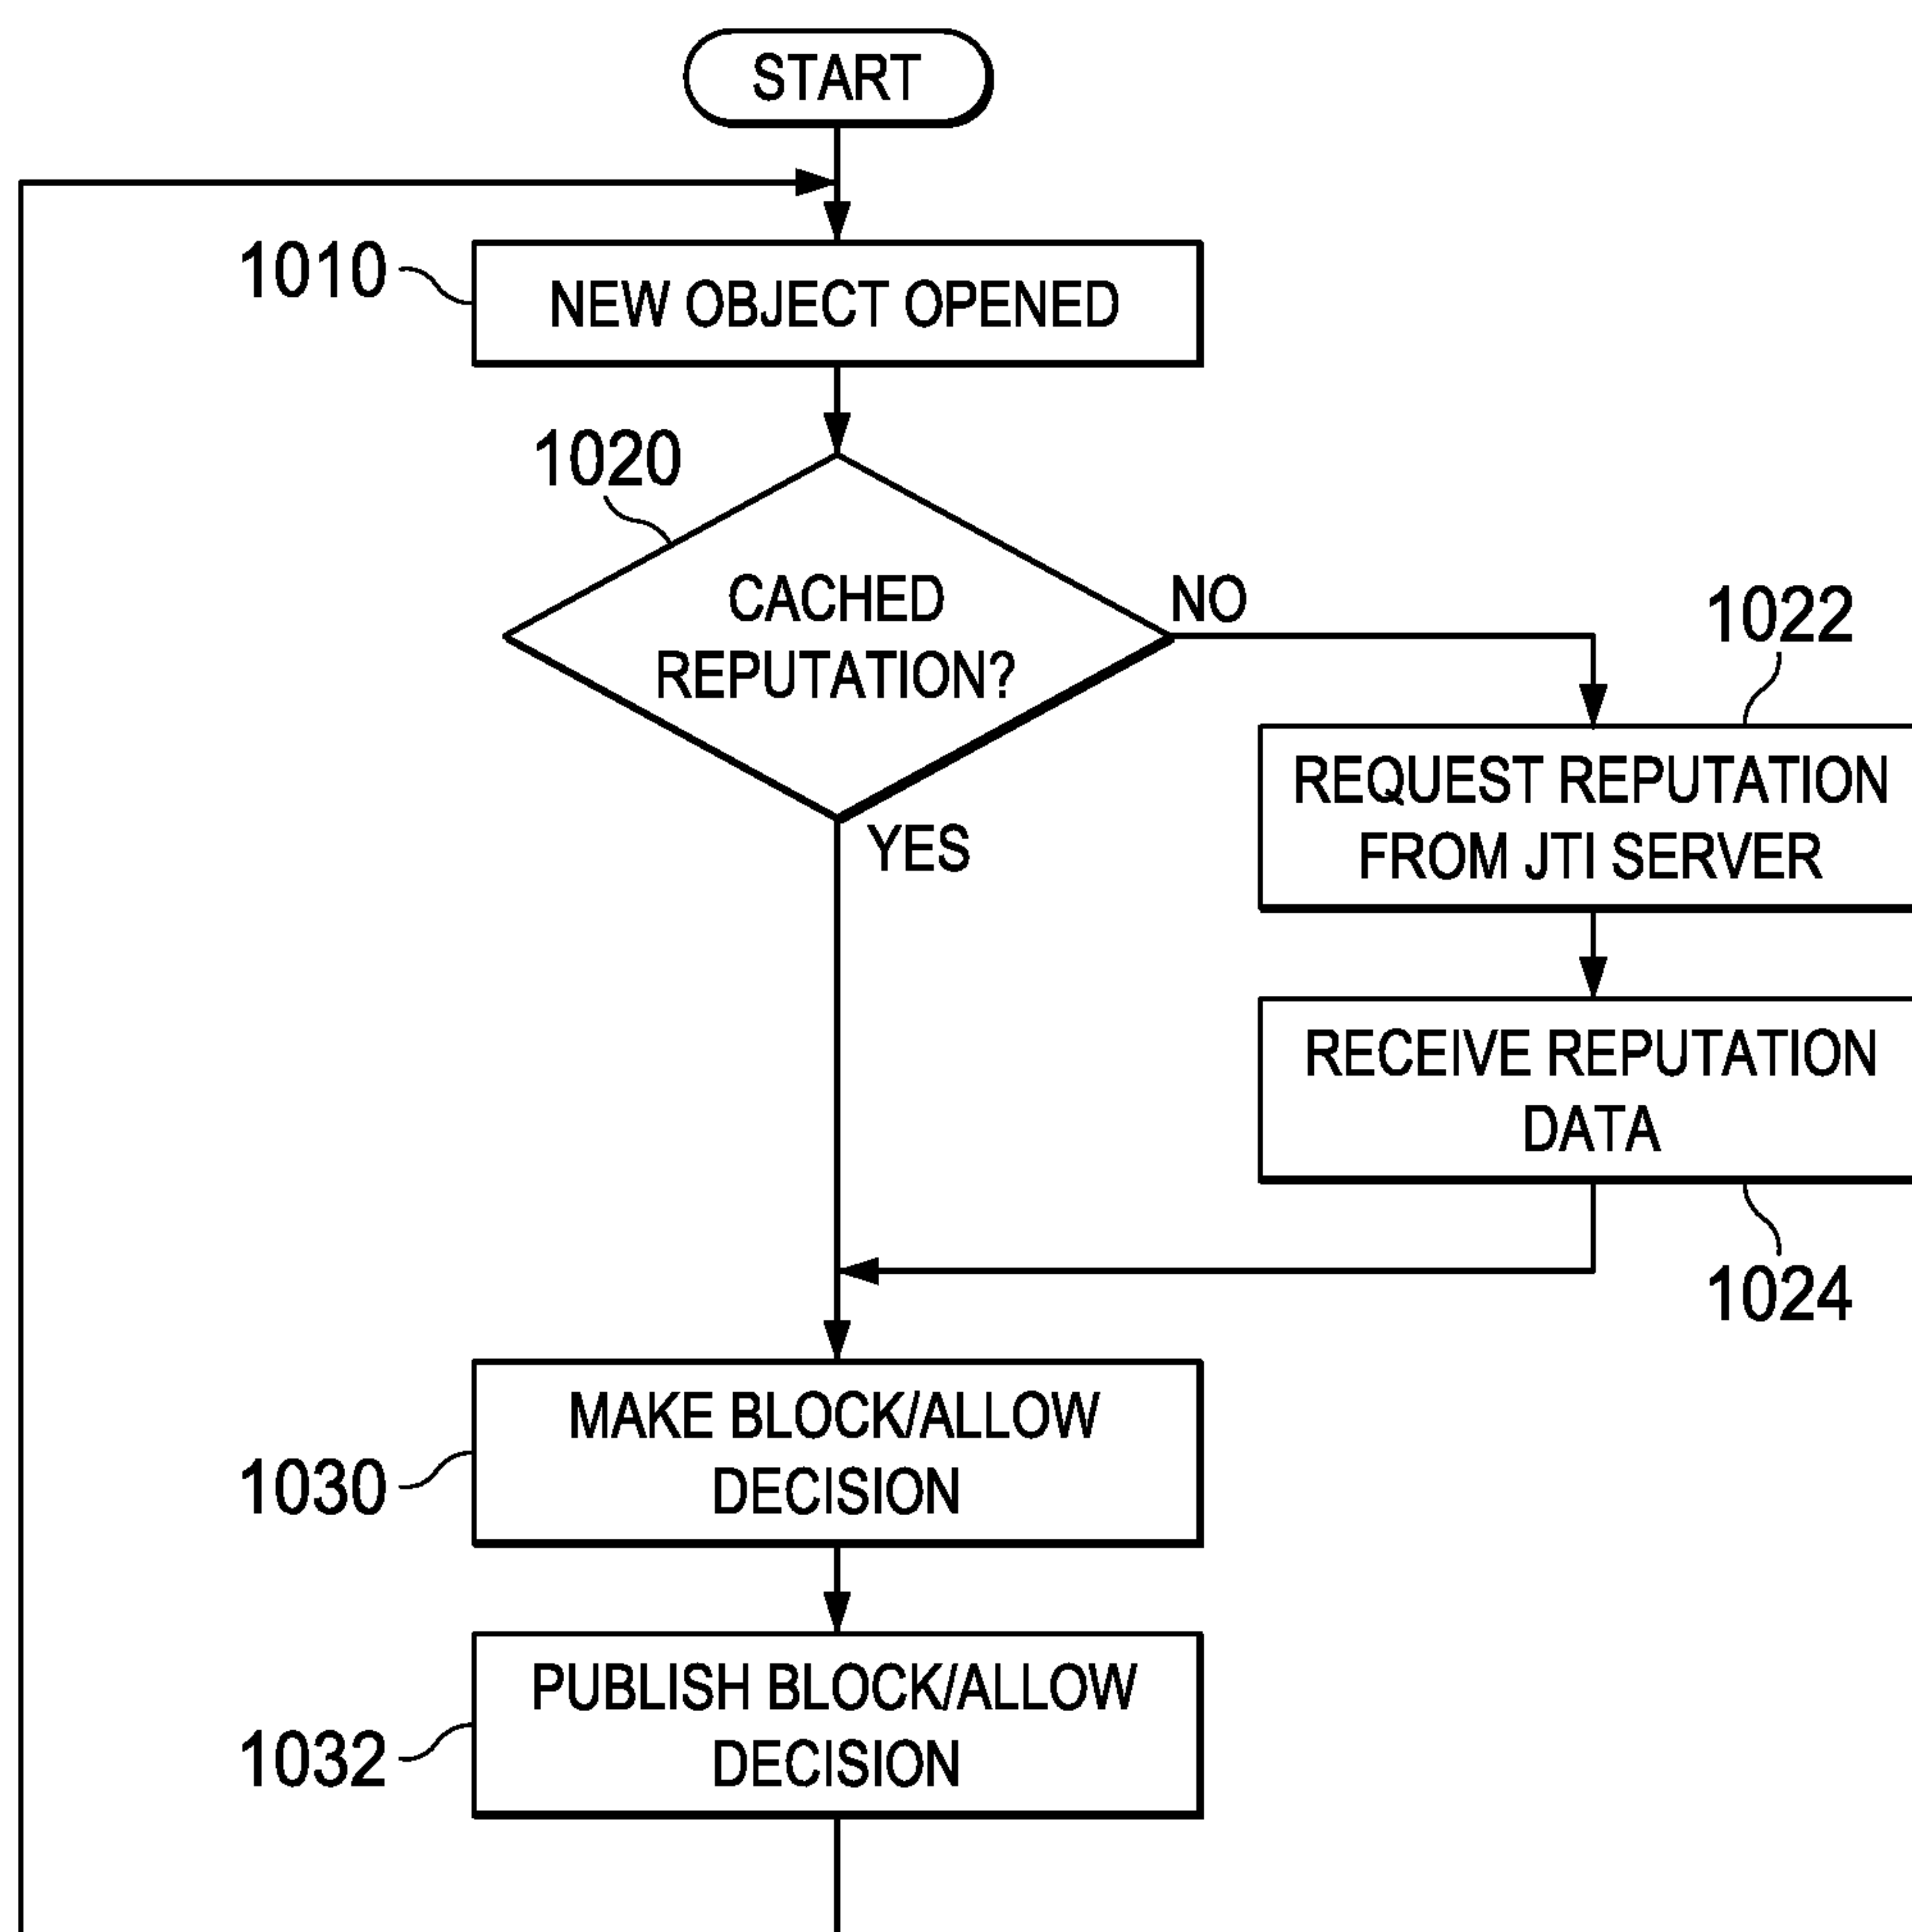 START
1010
NEW OBJECT OPENED
1020
CACHED
REPUTATION?
NO
YES
1022
REQUEST REPUTATION
FROM JTI SERVER
RECEIVE REPUTATION
DATA
1024
MAKE BLOCK/ALLOW
DECISION
1030
PUBLISH BLOCK/ALLOW
DECISION
1032